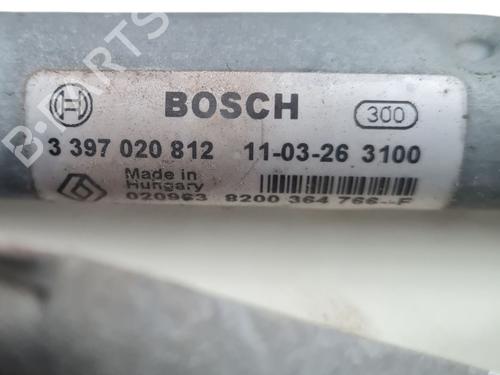 B-PARTS
BOSCH
300
3 397 020 812 11-03-26 3100
Made in
Hungary
020963 8200 364 766--F